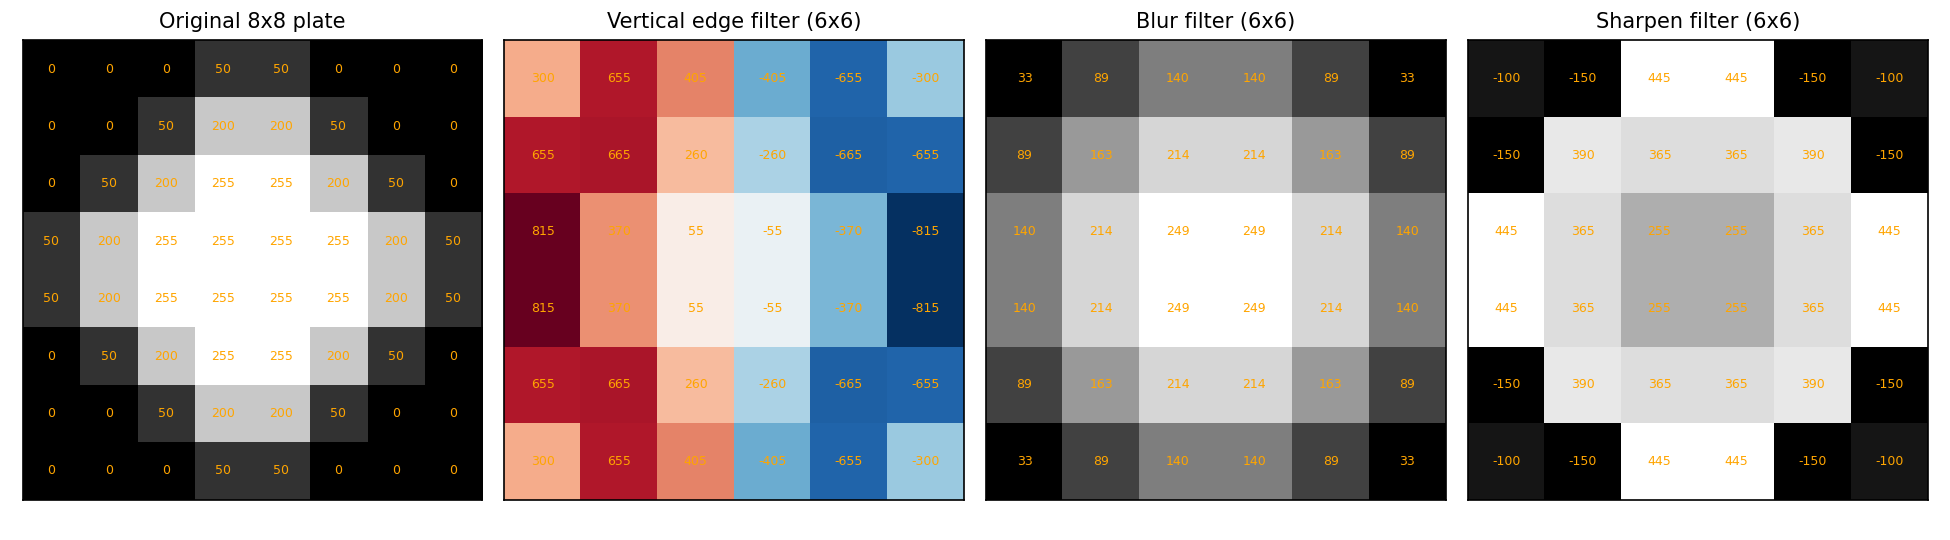 Original 8x8 plate
0 0 0 50 50 0 0 0
0 0 50 200 200 50 0 0
0 50 200 255 255 200 50 0
50 200 255 255 255 255 200 50
50 200 255 255 255 255 200 50
0 50 200 255 255 200 50 0
0 0 50 200 200 50 0 0
0 0 0 50 50 0 0 0
Vertical edge filter (6x6)
300 655 405 -405 -655 -300
655 665 260 -260 -665 -655
815 370 55 -55 -370 -815
815 370 55 -55 -370 -815
655 665 260 -260 -665 -655
300 655 405 -405 -655 -300
Blur filter (6x6)
33 89 140 140 89 33
89 163 214 214 163 89
140 214 249 249 214 140
140 214 249 249 214 140
89 163 214 214 163 89
33 89 140 140 89 33
Sharpen filter (6x6)
-100 -150 445 445 -150 -100
-150 390 365 365 390 -150
445 365 255 255 365 445
445 365 255 255 365 445
-150 390 365 365 390 -150
-100 -150 445 445 -150 -100